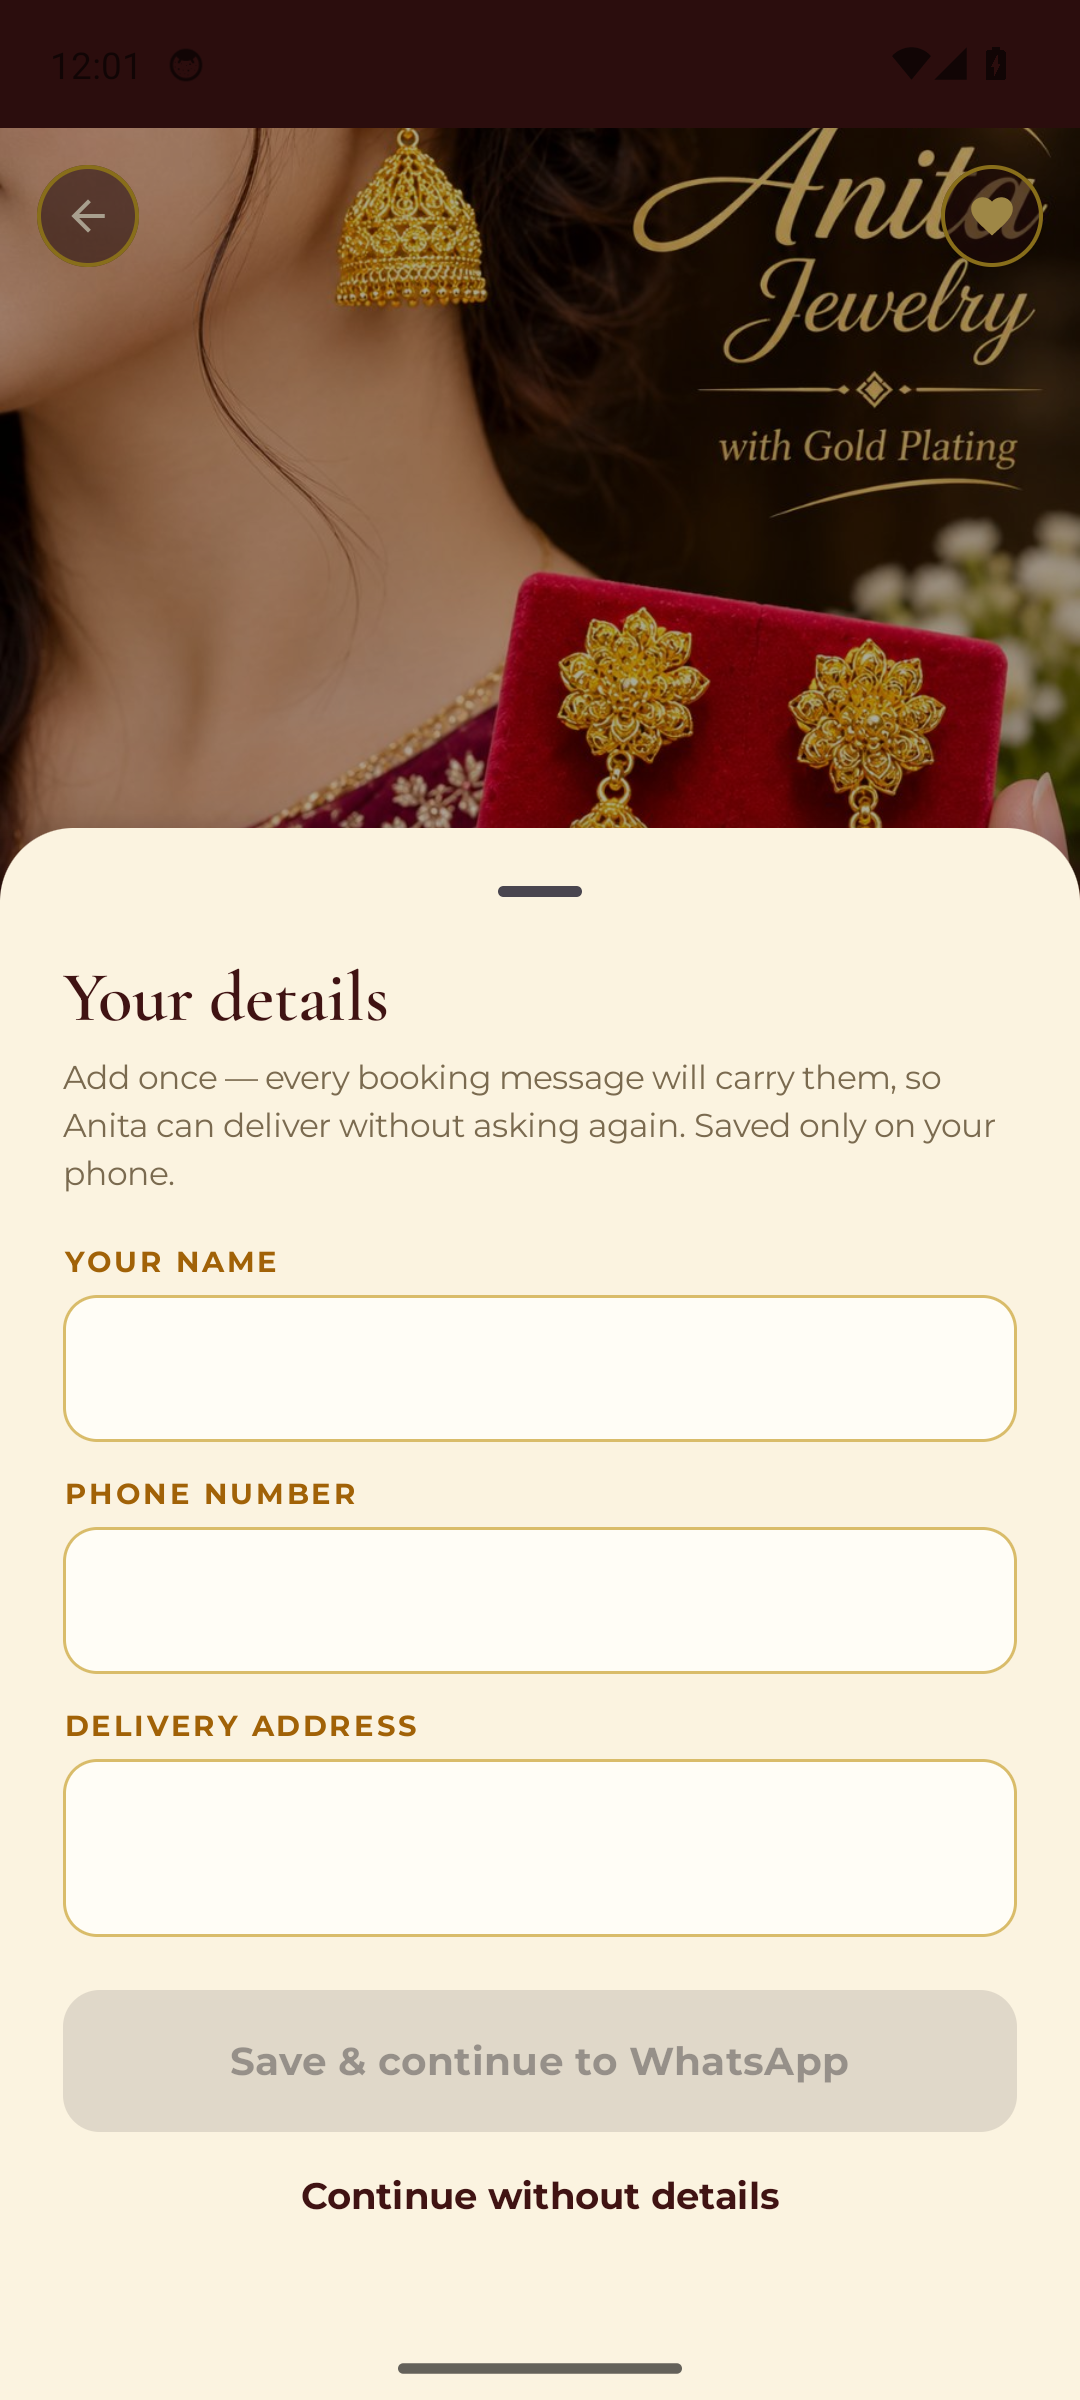 12:01
Anita
Jewelry
with Gold Plating
Your details
Add once — every booking message will carry them, so
Anita can deliver without asking again. Saved only on your
phone.
YOUR NAME
PHONE NUMBER
DELIVERY ADDRESS
Save & continue to WhatsApp
Continue without details